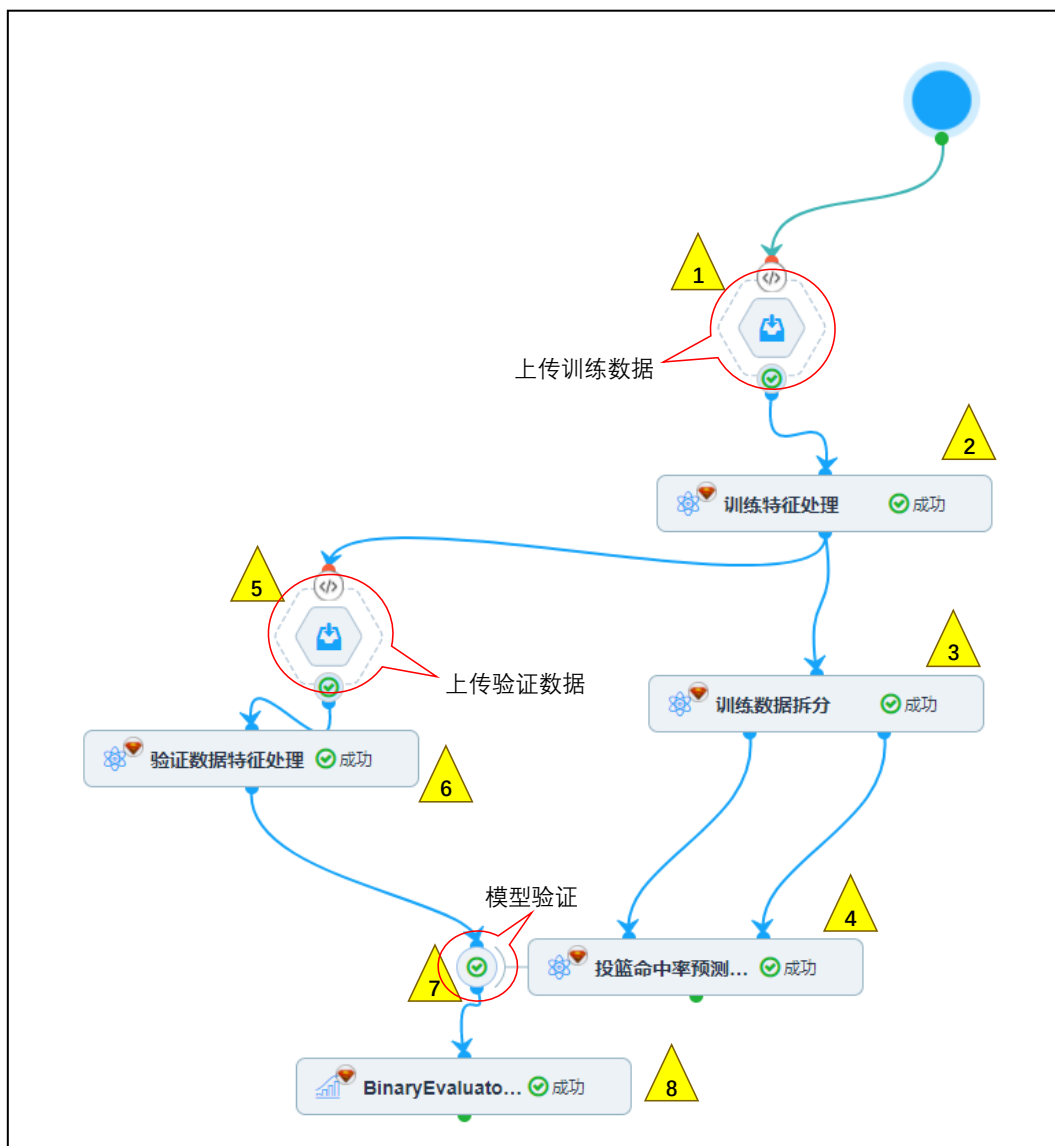 1
</>
上传训练数据
2
训练特征处理 成功
5
</>
上传验证数据
3
训练数据拆分 成功
验证数据特征处理 成功
6
模型验证
4
投篮命中率预测... 成功
7
BinaryEvaluato... 成功
8